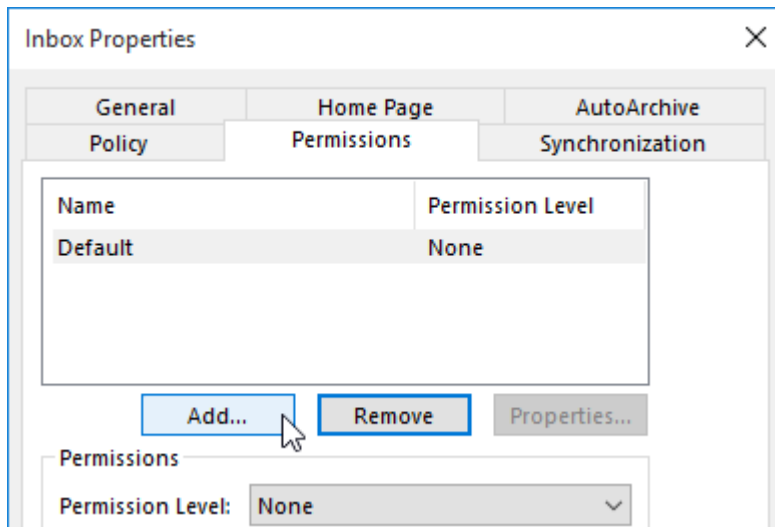 Inbox Properties
General Home Page AutoArchive
Policy Permissions Synchronization
Name Permission Level
Default None
Add... Remove Properties...
Permissions
Permission Level: None